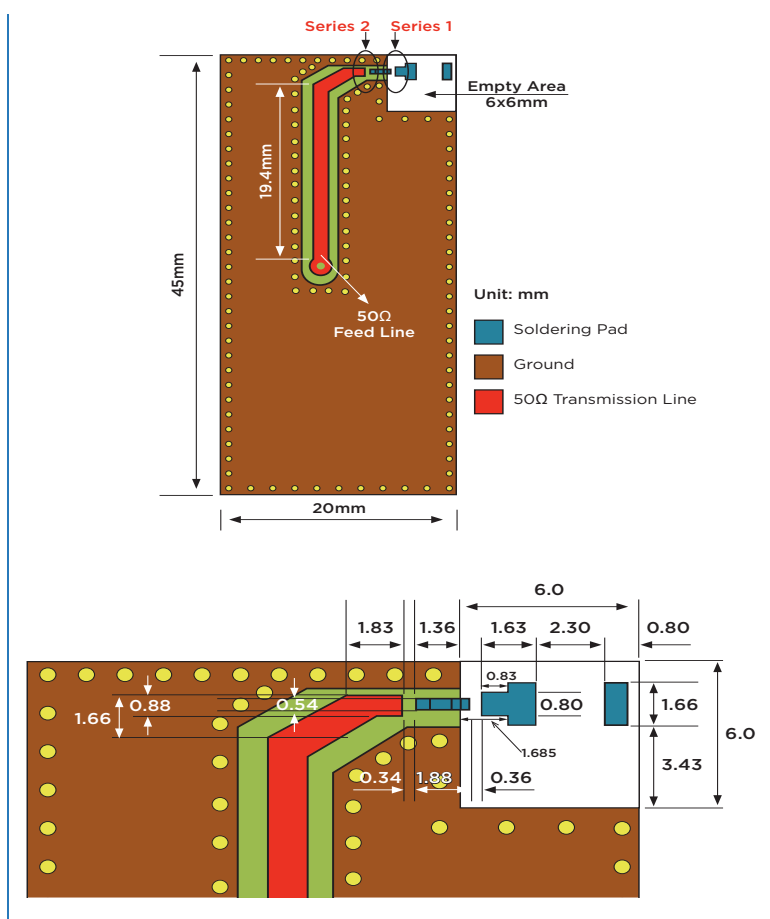 Series 2 Series 1
Empty Area
6x6mm
19.4mm
45mm
50Ω
Feed Line
Unit: mm
Soldering Pad
Ground
50Ω Transmission Line
20mm
6.0
1.83 1.36 1.63 2.30 0.80
0.83
0.88 0.54 0.80 1.66
1.66
6.0
1.685
3.43
0.34 1.88 0.36